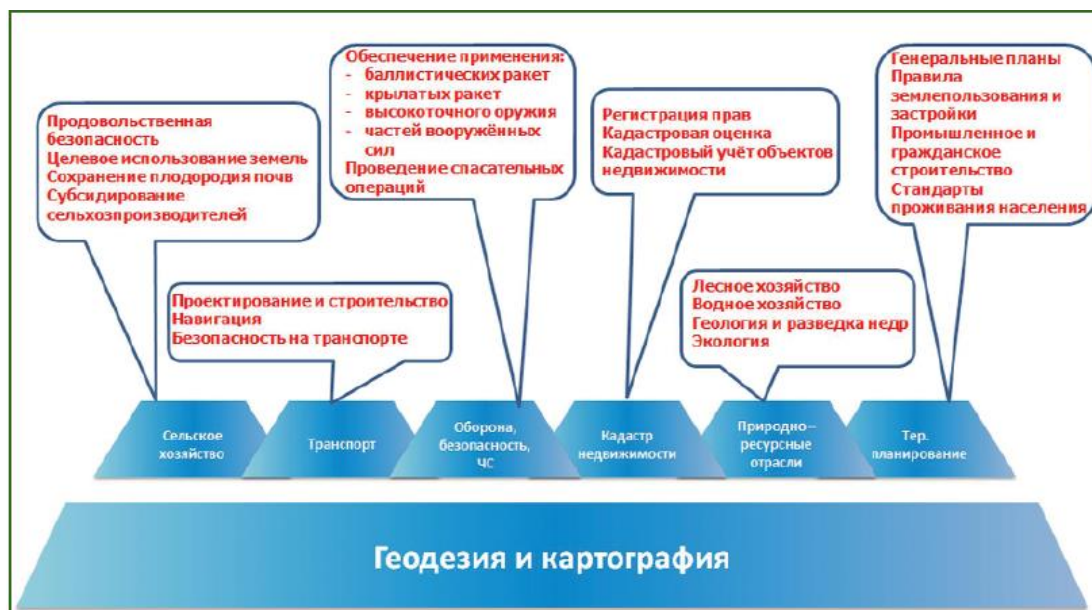 Продовольственная
безопасность
Целевое использование земель
Сохранение плодородия почв
Субсидирование
сельхозпроизводителей
Проектирование и строительство
Навигация
Безопасность на транспорте
Обеспечение применения:
- баллистических ракет
- крылатых ракет
- высокоточного оружия
- частей вооружённых
сил
Проведение спасательных
операций
Регистрация прав
Кадастровая оценка
Кадастровый учёт объектов
недвижимости
Лесное хозяйство
Водное хозяйство
Геология и разведка недр
Экология
Генеральные планы
Правила
землепользования и
застройки
Промышленное и
гражданское
строительство
Стандарты
проживания населения
Сельское
хозяйство
Транспорт
Оборона,
безопасность,
ЧС
Кадастр
недвижимости
Природно–
ресурсные
отрасли
Тер.
планирование
Геодезия и картография